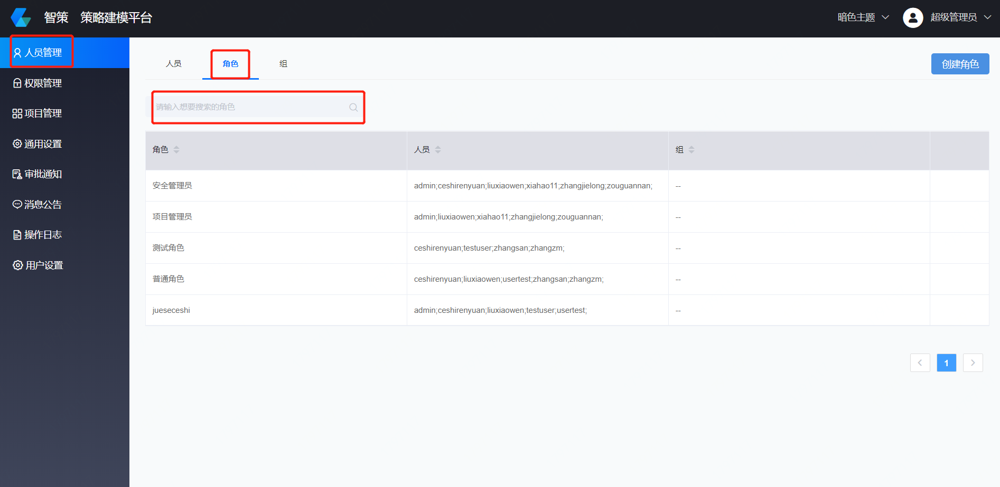 智策 策略建模平台
暗色主题
超级管理员
人员管理
权限管理
项目管理
通用设置
审批通知
消息公告
操作日志
用户设置
人员 角色 组
创建角色
请输入想要搜索的角色
角色 人员 组
安全管理员 admin;ceshirenyuan;liuxiaowen;xiahao11;zhangjielong;zouguannan; --
项目管理员 admin;liuxiaowen;xiahao11;zhangjielong;zouguannan; --
测试角色 ceshirenyuan;testuser;zhangsan;zhangzm; --
普通角色 ceshirenyuan;liuxiaowen;usertest;zhangsan;zhangzm; --
jueseceshi admin;ceshirenyuan;liuxiaowen;testuser;usertest; --
1